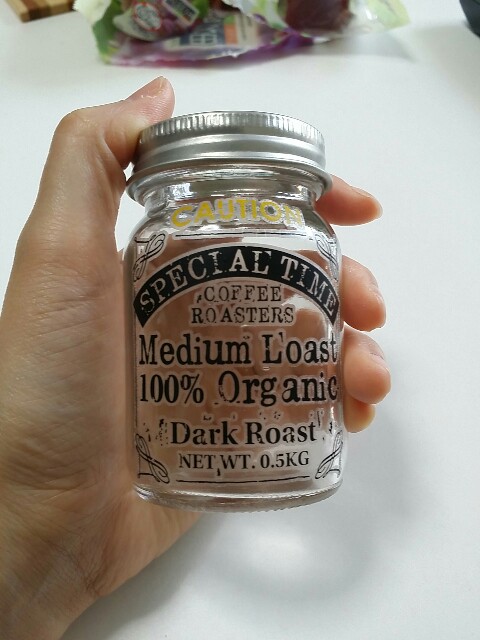 CAUTION
SPECIAL TIME
COFFEE
ROASTERS
Medium Loast
100% Organic
"Dark Roast"
NET WT. 0.5KG